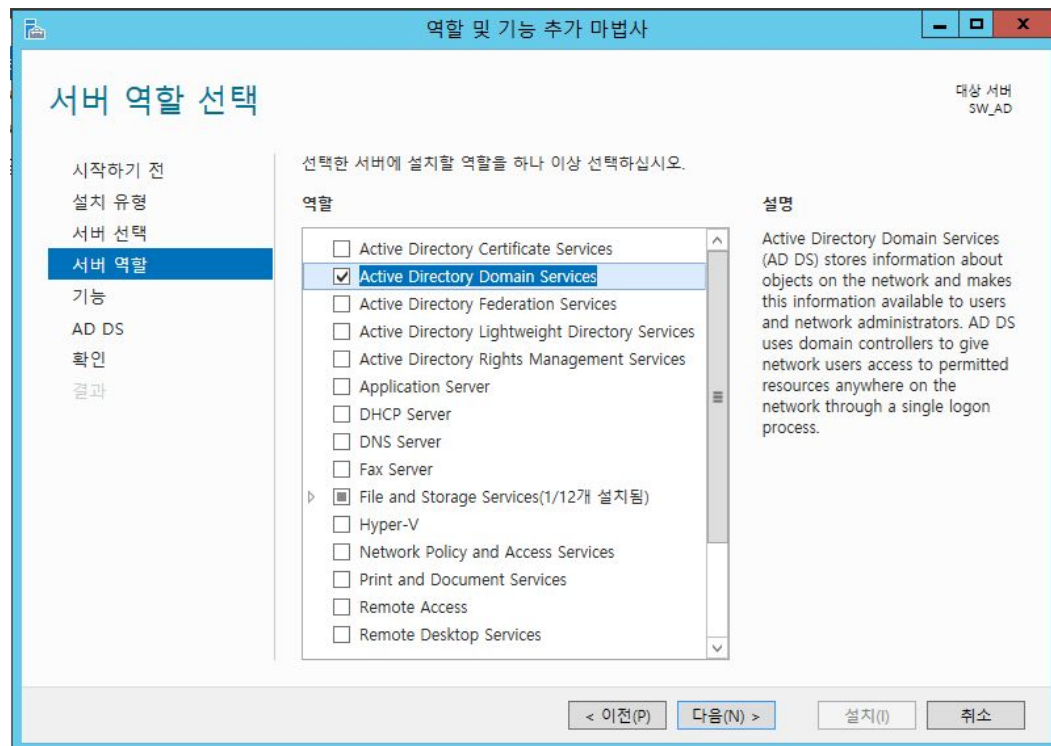 역할 및 기능 추가 마법사
서버 역할 선택
대상 서버
SW_AD
시작하기 전
설치 유형
서버 선택
서버 역할
기능
AD DS
확인
결과
선택한 서버에 설치할 역할을 하나 이상 선택하십시오.
역할
Active Directory Certificate Services
Active Directory Domain Services
Active Directory Federation Services
Active Directory Lightweight Directory Services
Active Directory Rights Management Services
Application Server
DHCP Server
DNS Server
Fax Server
File and Storage Services(1/12개 설치됨)
Hyper-V
Network Policy and Access Services
Print and Document Services
Remote Access
Remote Desktop Services
설명
Active Directory Domain Services
(AD DS) stores information about
objects on the network and makes
this information available to users
and network administrators. AD DS
uses domain controllers to give
network users access to permitted
resources anywhere on the
network through a single logon
process.
< 이전(P)
다음(N) >
설치(I)
취소